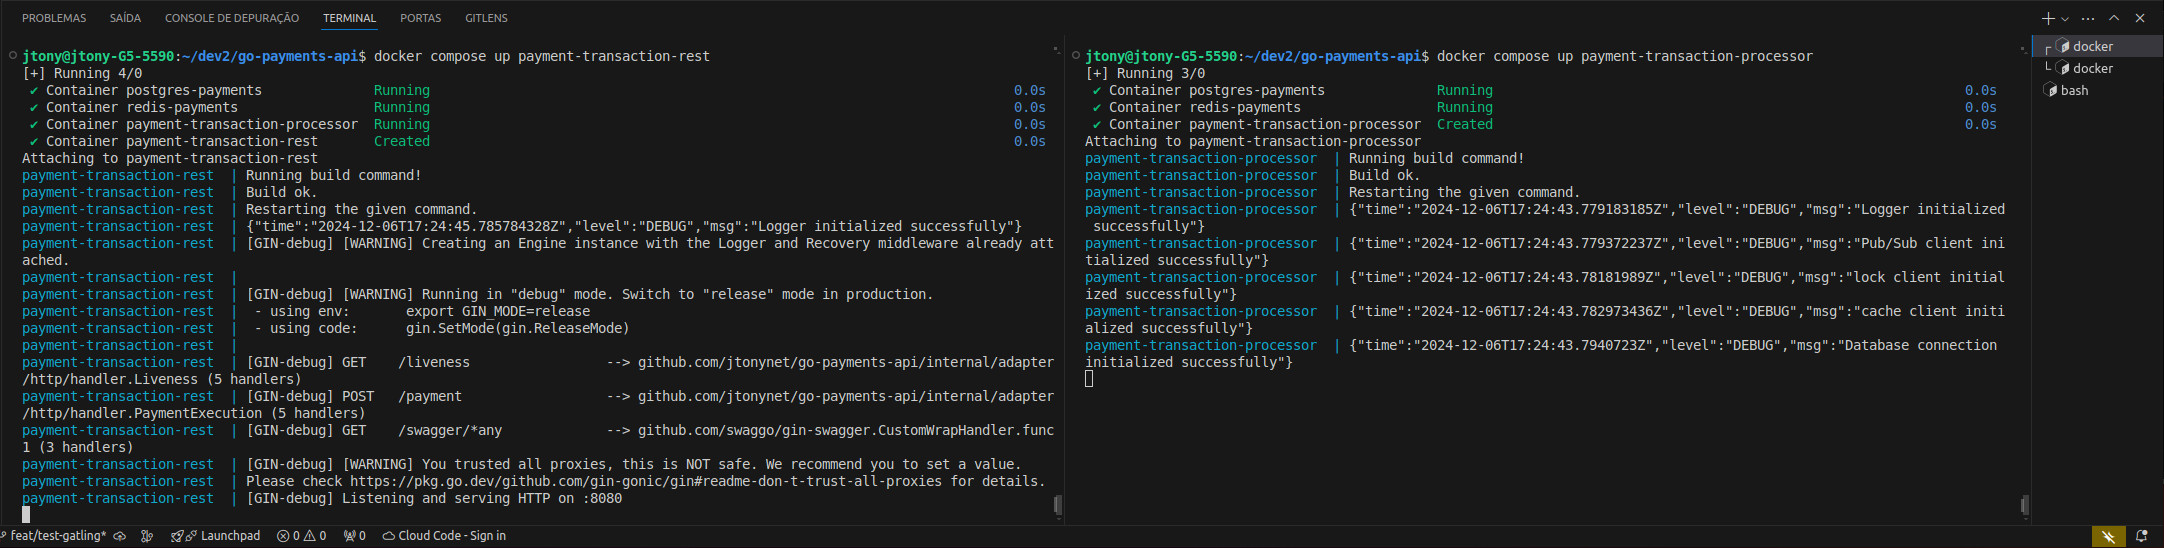 PROBLEMAS SAÍDA CONSOLE DE DEPURAÇÃO TERMINAL PORTAS GITLENS
jtony@jtony-G5-5590:~/dev2/go-payments-api$ docker compose up payment-transaction-rest
[+] Running 4/0
✔ Container postgres-payments Running 0.0s
✔ Container redis-payments Running 0.0s
✔ Container payment-transaction-processor Running 0.0s
✔ Container payment-transaction-rest Created 0.0s
Attaching to payment-transaction-rest
payment-transaction-rest | Running build command!
payment-transaction-rest | Build ok.
payment-transaction-rest | Restarting the given command.
payment-transaction-rest | {"time":"2024-12-06T17:24:45.785784328Z","level":"DEBUG","msg":"Logger initialized successfully"}
payment-transaction-rest | [GIN-debug] [WARNING] Creating an Engine instance with the Logger and Recovery middleware already att
ached.
payment-transaction-rest |
payment-transaction-rest | [GIN-debug] [WARNING] Running in "debug" mode. Switch to "release" mode in production.
payment-transaction-rest | - using env: export GIN_MODE=release
payment-transaction-rest | - using code: gin.SetMode(gin.ReleaseMode)
payment-transaction-rest |
payment-transaction-rest | [GIN-debug] GET /liveness --> github.com/jtonynet/go-payments-api/internal/adapter
/http/handler.Liveness (5 handlers)
payment-transaction-rest | [GIN-debug] POST /payment --> github.com/jtonynet/go-payments-api/internal/adapter
/http/handler.PaymentExecution (5 handlers)
payment-transaction-rest | [GIN-debug] GET /swagger/*any --> github.com/swaggo/gin-swagger.CustomWrapHandler.func
1 (3 handlers)
payment-transaction-rest | [GIN-debug] [WARNING] You trusted all proxies, this is NOT safe. We recommend you to set a value.
payment-transaction-rest | Please check https://pkg.go.dev/github.com/gin-gonic/gin#readme-don-t-trust-all-proxies for details.
payment-transaction-rest | [GIN-debug] Listening and serving HTTP on :8080
jtony@jtony-G5-5590:~/dev2/go-payments-api$ docker compose up payment-transaction-processor
[+] Running 3/0
✔ Container postgres-payments Running 0.0s
✔ Container redis-payments Running 0.0s
✔ Container payment-transaction-processor Created 0.0s
Attaching to payment-transaction-processor
payment-transaction-processor | Running build command!
payment-transaction-processor | Build ok.
payment-transaction-processor | Restarting the given command.
payment-transaction-processor | {"time":"2024-12-06T17:24:43.779183185Z","level":"DEBUG","msg":"Logger initialized
successfully"}
payment-transaction-processor | {"time":"2024-12-06T17:24:43.779372237Z","level":"DEBUG","msg":"Pub/Sub client ini
tialized successfully"}
payment-transaction-processor | {"time":"2024-12-06T17:24:43.78181989Z","level":"DEBUG","msg":"lock client initial
ized successfully"}
payment-transaction-processor | {"time":"2024-12-06T17:24:43.782973436Z","level":"DEBUG","msg":"cache client initi
alized successfully"}
payment-transaction-processor | {"time":"2024-12-06T17:24:43.7940723Z","level":"DEBUG","msg":"Database connection
initialized successfully"}
docker
docker
bash
feat/test-gatling* Launchpad 0 0 0 Cloud Code - Sign in